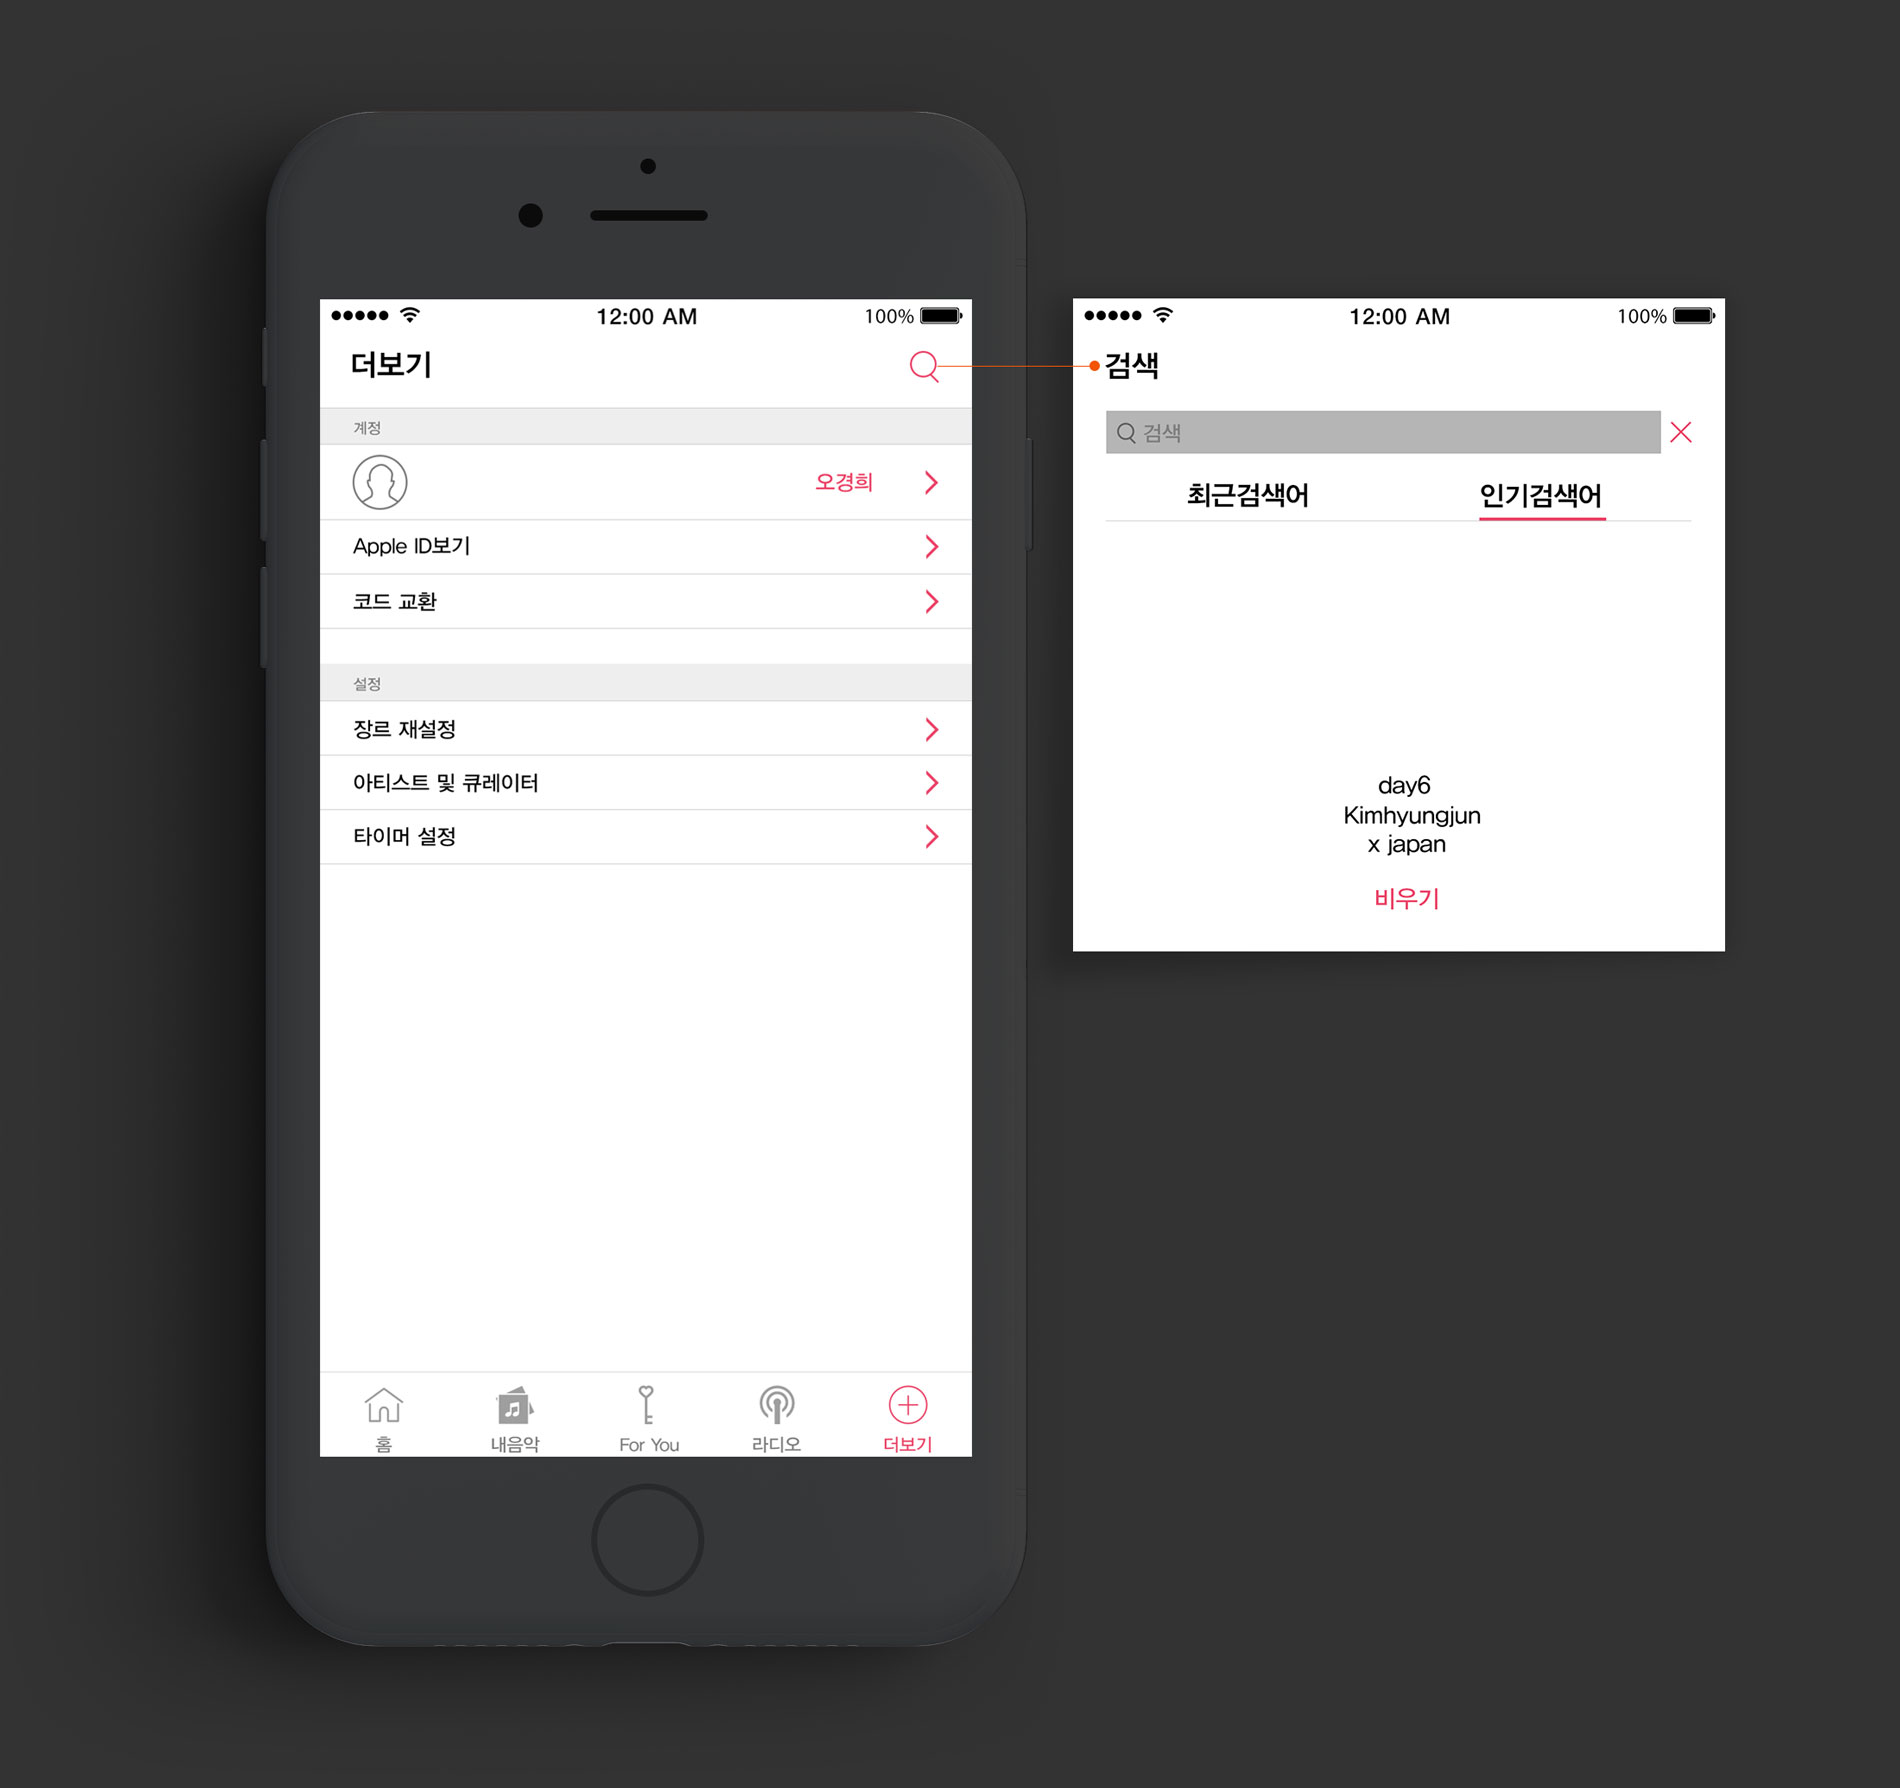 12:00 AM
100%
더보기
계정
오경희
Apple ID보기
코드 교환
설정
장르 재설정
아티스트 및 큐레이터
타이머 설정
홈
내음악
For You
라디오
더보기
12:00 AM
100%
검색
검색
최근검색어
인기검색어
day6
Kimhyungjun
x japan
비우기